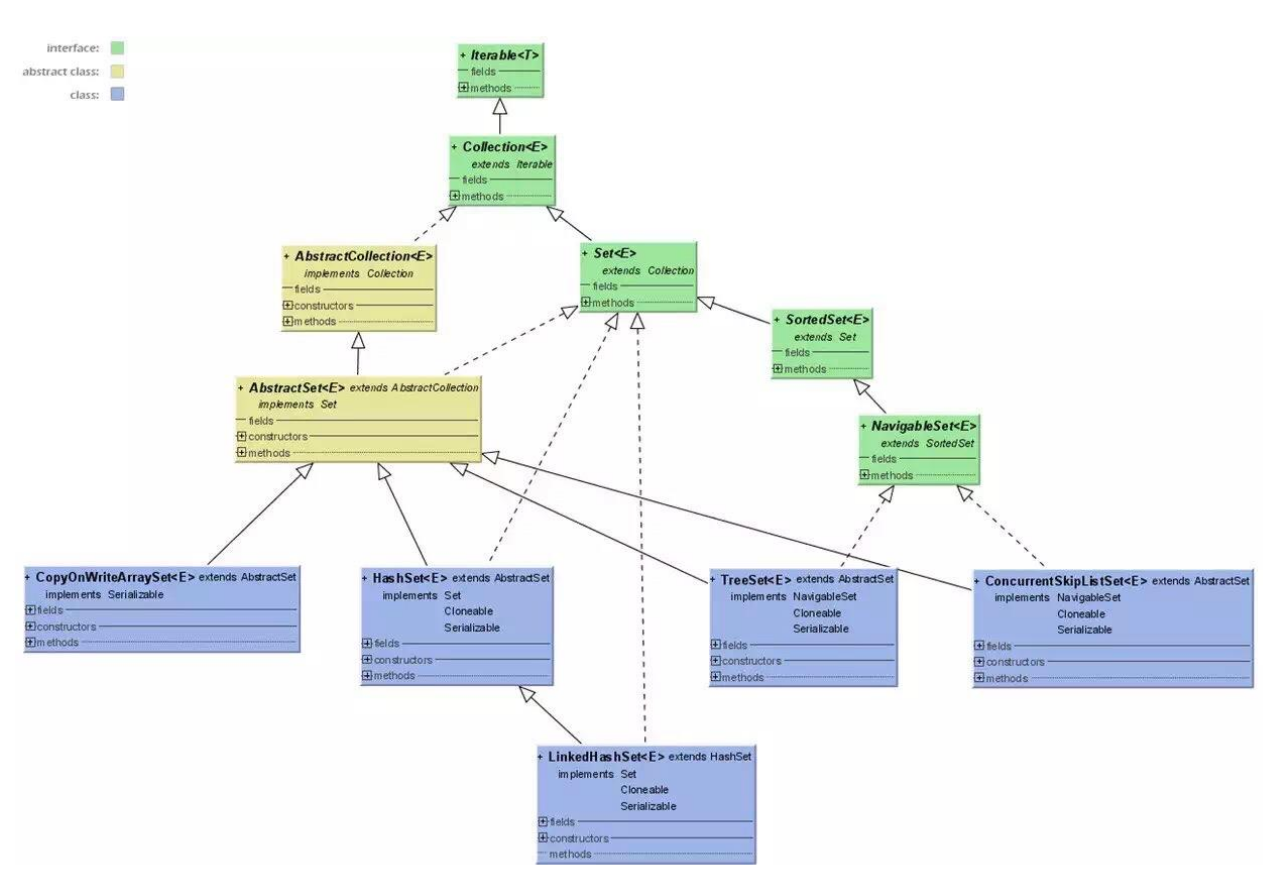 interface:
abstract class:
class:
+ Iterable<T>
fields
+ methods
+ Collection<E>
extends Iterable
fields
+ methods
+ AbstractCollection<E>
implements Collection
fields
+ constructors
+ methods
+ Set<E>
extends Collection
fields
+ methods
+ SortedSet<E>
extends Set
fields
+ methods
+ AbstractSet<E> extends AbstractCollection
implements Set
fields
+ constructors
+ methods
+ NavigableSet<E>
extends SortedSet
fields
+ methods
+ CopyOnWriteArraySet<E> extends AbstractSet
implements Serializable
+ fields
+ constructors
+ methods
+ HashSet<E> extends AbstractSet
implements Set
Cloneable
Serializable
+ fields
+ constructors
+ methods
+ TreeSet<E> extends AbstractSet
implements NavigableSet
Cloneable
Serializable
+ fields
+ constructors
+ methods
+ ConcurrentSkipListSet<E> extends AbstractSet
implements NavigableSet
Cloneable
Serializable
+ fields
+ constructors
+ methods
+ LinkedHashSet<E> extends HashSet
implements Set
Cloneable
Serializable
+ fields
+ constructors
methods